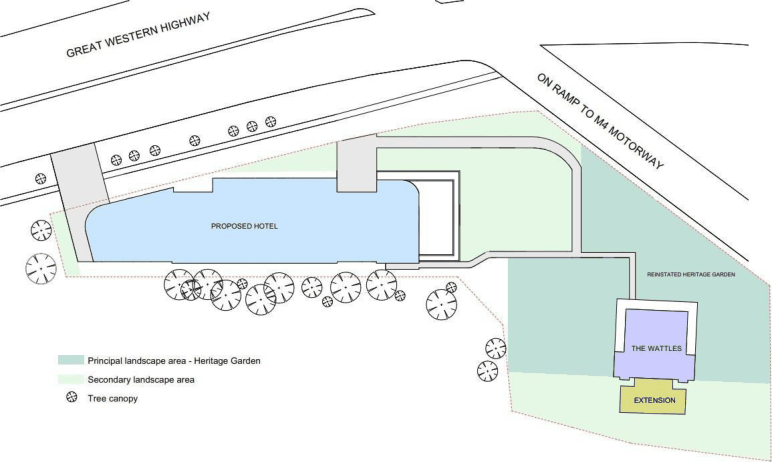 GREAT WESTERN HIGHWAY
ON RAMP TO M4 MOTORWAY
PROPOSED HOTEL
REINSTATED HERITAGE GARDEN
THE WATTLES
EXTENSION
Principal landscape area - Heritage Garden
Secondary landscape area
Tree canopy